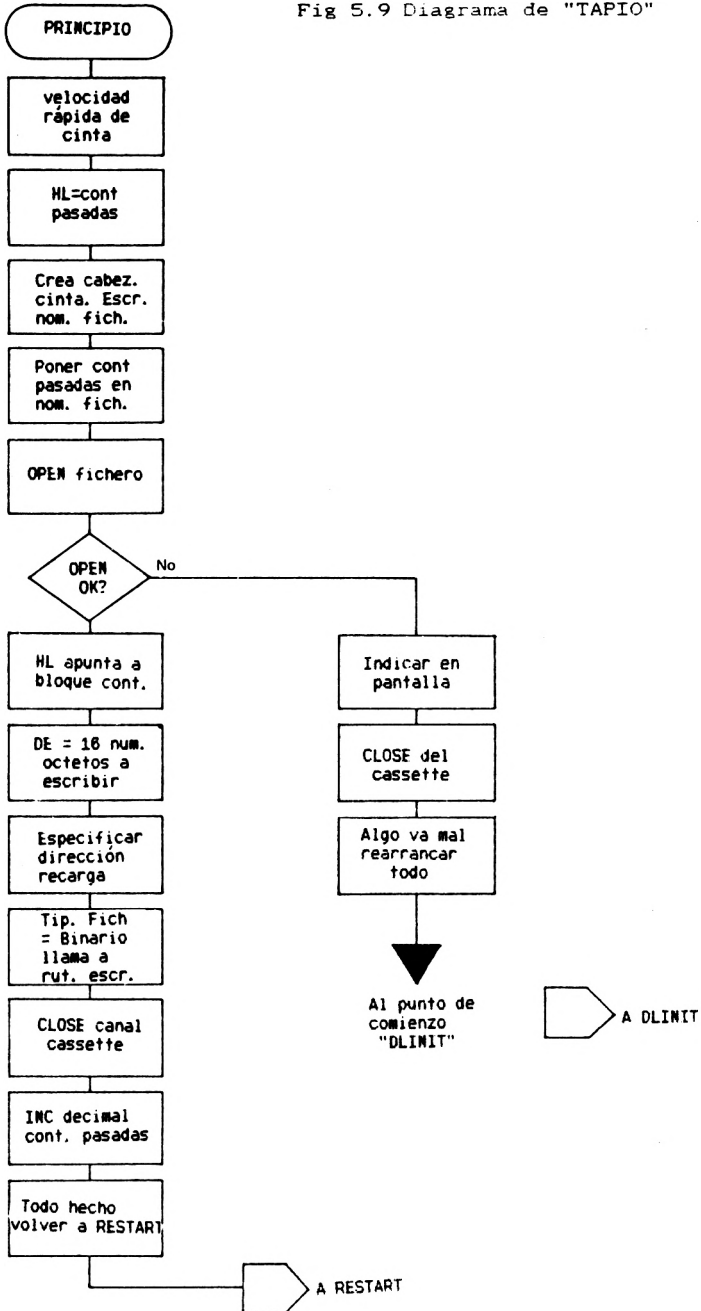 Fig 5.9 Diagrama de "TAPIO"
PRINCIPIO
velocidad
rápida de
cinta
HL=cont
pasadas
Crea cabez.
cinta. Escr.
nom. fich.
Poner cont
pasadas en
nom. fich.
OPEN fichero
OPEN
OK?
No
HL apunta a
bloque cont.
DE = 16 num.
octetos a
escribir
Especificar
dirección
recarga
Tip. Fich
= Binario
llama a
rut. escr.
CLOSE canal
cassette
INC decimal
cont. pasadas
Todo hecho
volver a RESTART
A RESTART
Indicar en
pantalla
CLOSE del
cassette
Algo va mal
rearrancar
todo
Al punto de
comienzo
"DLINIT"
A DLINIT